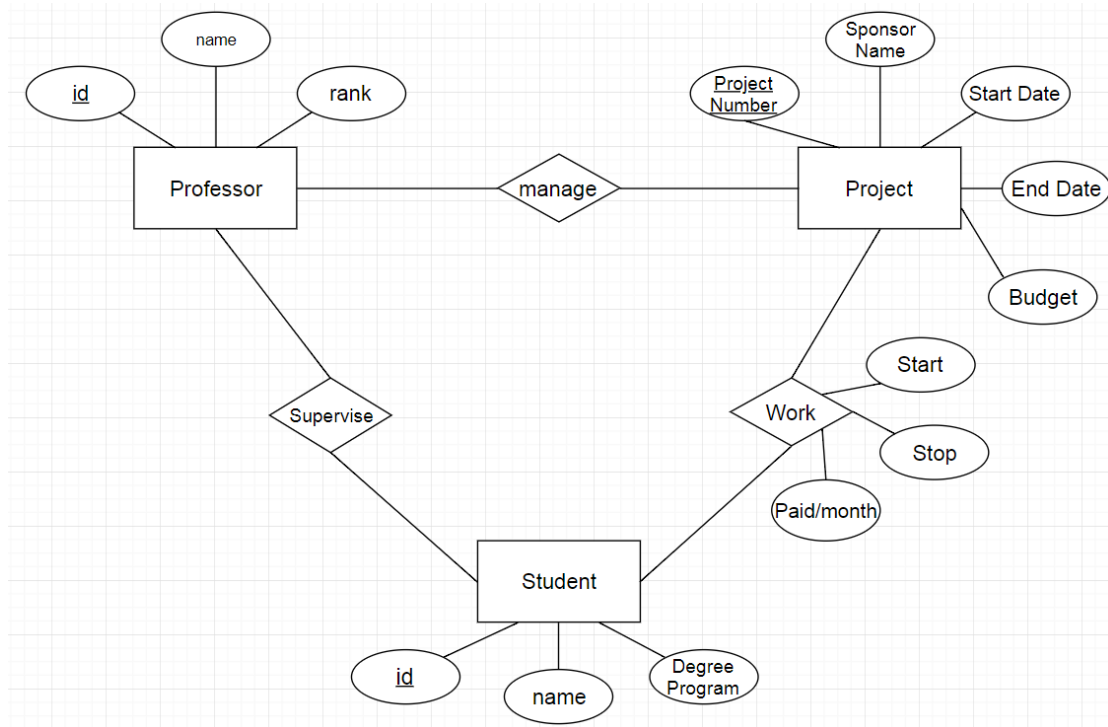 name
id
rank
Professor
manage
Sponsor
Name
Project
Number
Start Date
Project
End Date
Budget
Supervise
Work
Start
Stop
Paid/month
Student
id
name
Degree
Program